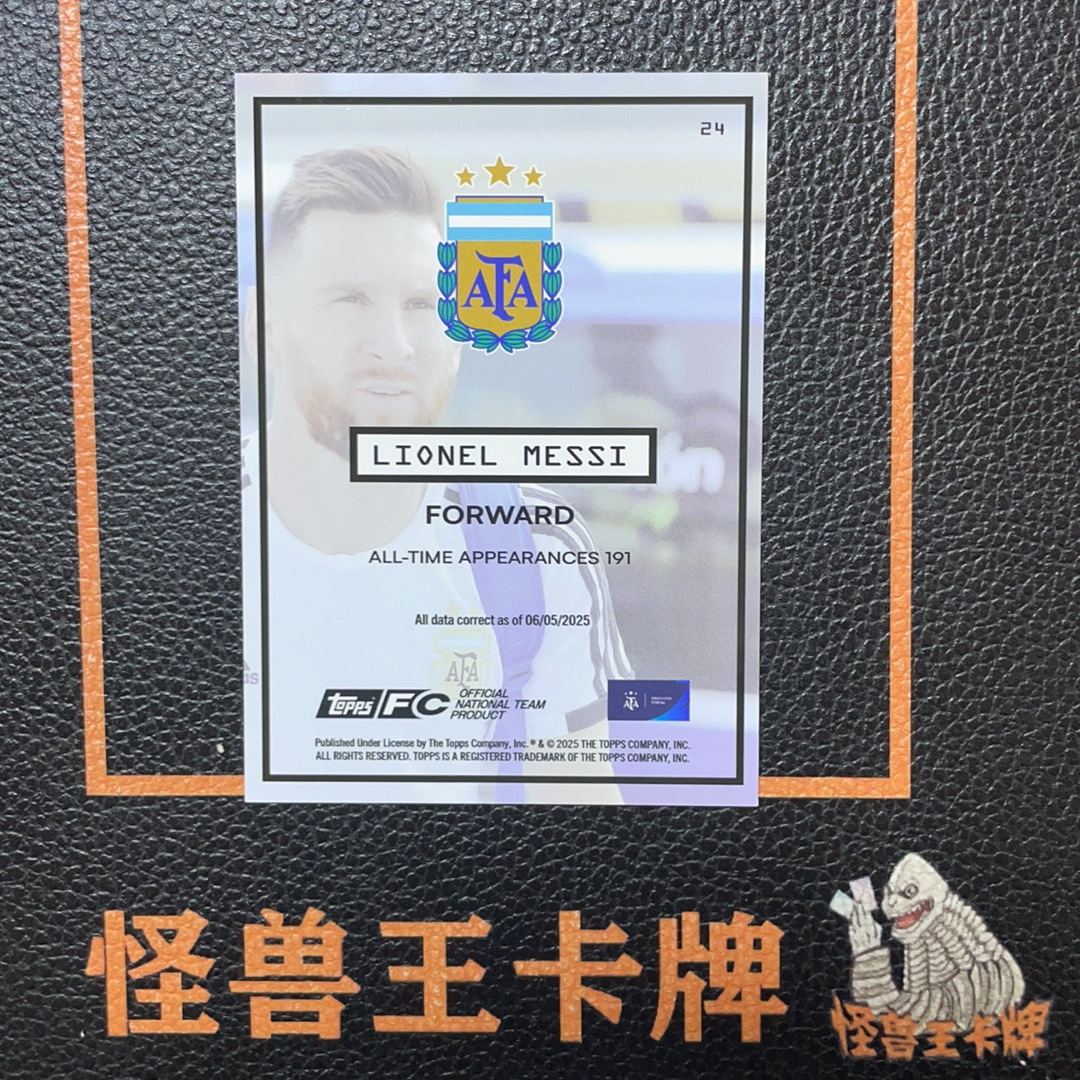 24
AFA
LIONEL MESSI
FORWARD
ALL-TIME APPEARANCES 191
All data correct as of 06/05/2025
AFA
topps FC
OFFICIAL
NATIONAL TEAM
PRODUCT
AFA
Published Under License by The Topps Company, Inc.® & © 2025 THE TOPPS COMPANY, INC.
ALL RIGHTS RESERVED. TOPPS IS A REGISTERED TRADEMARK OF THE TOPPS COMPANY, INC.
怪兽王卡牌
怪兽王卡牌